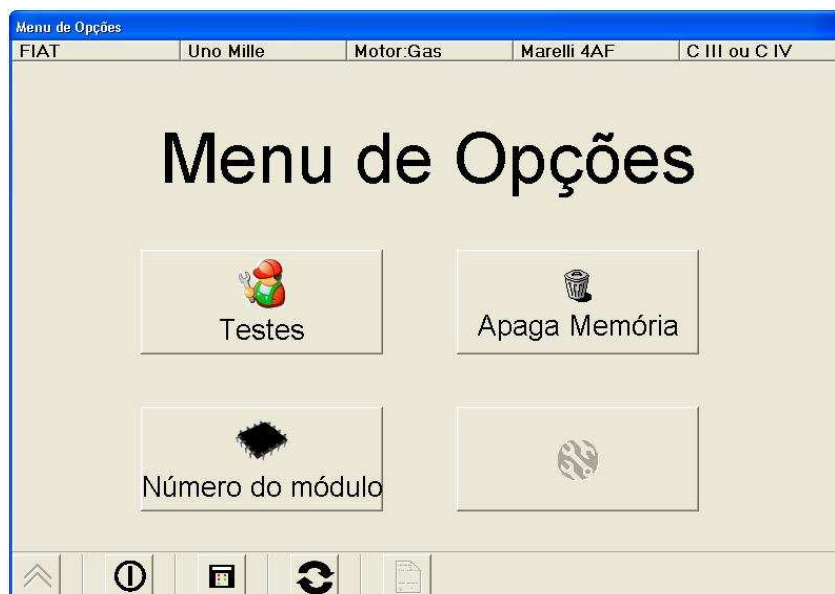 Menu de Opções
FIAT Uno Mille Motor:Gas Marelli 4AF C III ou C IV
Menu de Opções
Testes Apaga Memória
Número do módulo